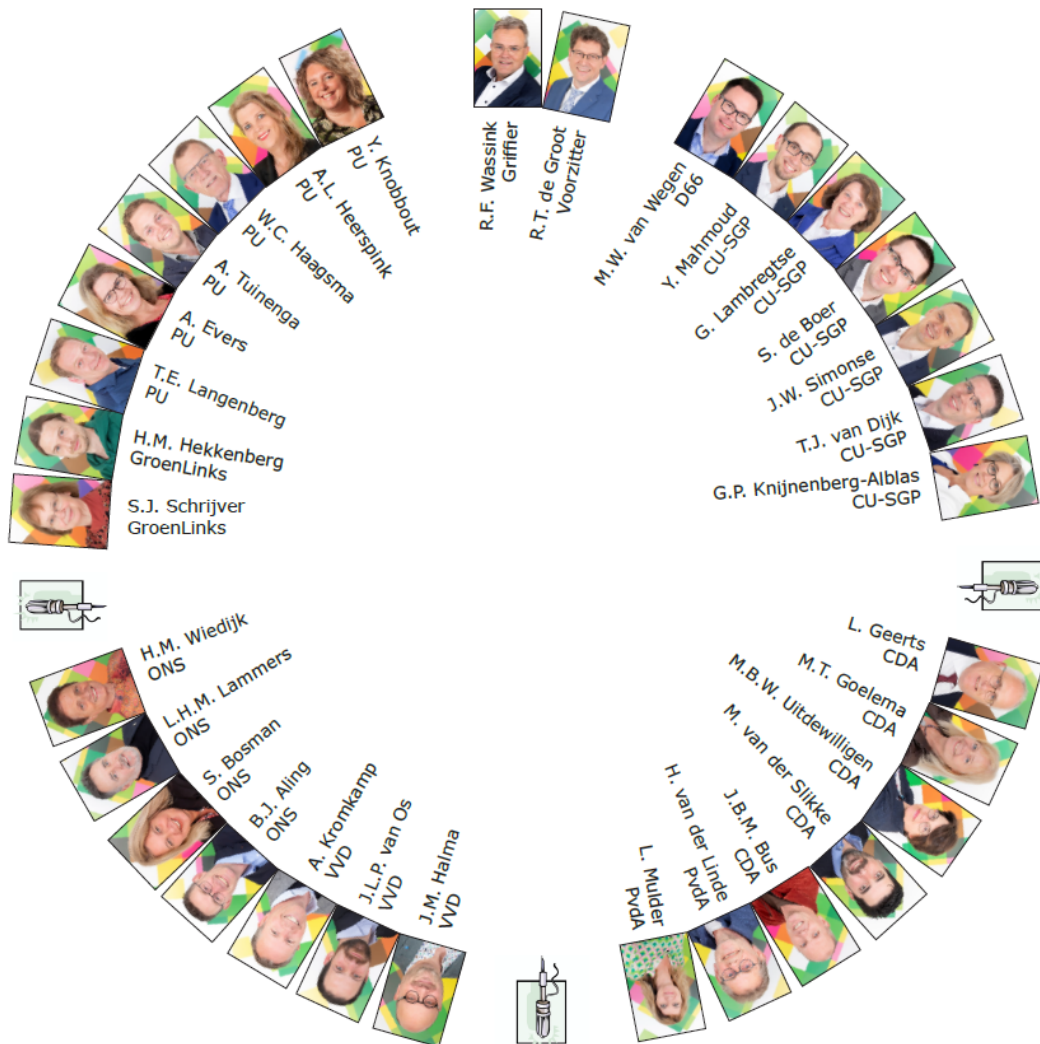 R.F. Wassink
Griffier
R.T. de Groot
Voorzitter
M.W. van Wegen
D66
Y. Mahmoud
CU-SGP
G. Lambregtse
CU-SGP
S. de Boer
CU-SGP
J.W. Simonse
CU-SGP
T.J. van Dijk
CU-SGP
G.P. Knijnenberg-Alblas
CU-SGP
L. Geerts
CDA
M.T. Goelema
CDA
M.B.W. Uitdewilligen
CDA
M. van der Slikke
CDA
J.B.M. Bus
CDA
H. van der Linde
PvdA
L. Mulder
PvdA
J.M. Halma
VVD
J.L.P. van Os
VVD
A. Kromkamp
VVD
B.J. Aling
ONS
S. Bosman
ONS
L.H.M. Lammers
ONS
H.M. Wiedijk
ONS
S.J. Schrijver
GroenLinks
H.M. Hekkenberg
GroenLinks
T.E. Langenberg
PU
A. Evers
PU
A. Tuinenga
PU
W.C. Haagsma
PU
A.L. Heerspink
PU
Y. Knobbout
PU